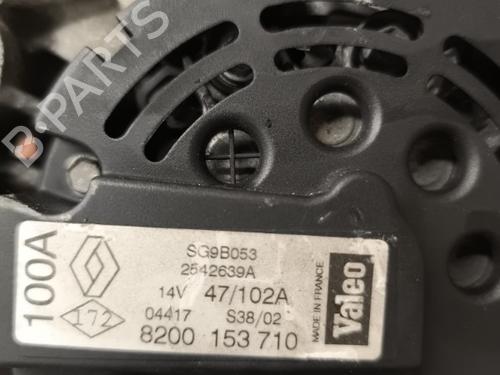 B-PARTS
100A
172
SG9B053
2542639A
14V 47/102A
04417 S38/02
8200 153 710
MADE IN FRANCE
Valeo